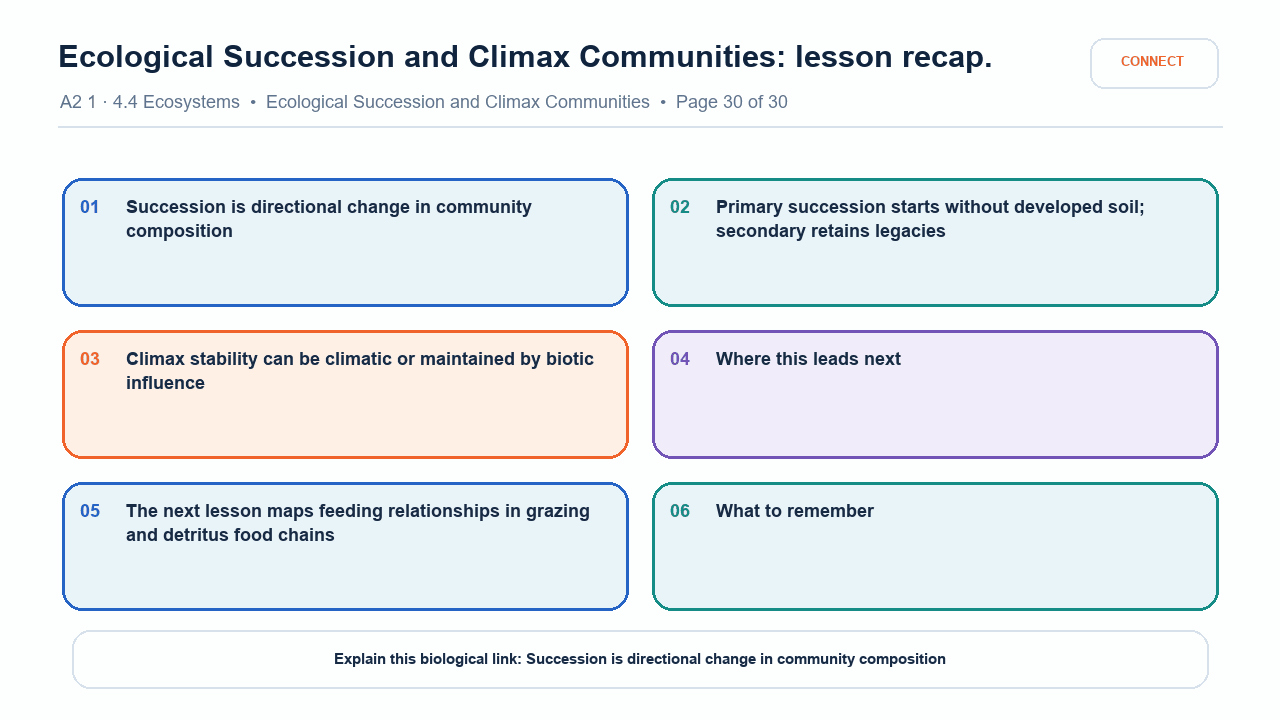 Ecological Succession and Climax Communities: lesson recap.
CONNECT
A2 1 · 4.4 Ecosystems • Ecological Succession and Climax Communities • Page 30 of 30
01 Succession is directional change in community
composition
02 Primary succession starts without developed soil;
secondary retains legacies
03 Climax stability can be climatic or maintained by biotic
influence
04 Where this leads next
05 The next lesson maps feeding relationships in grazing
and detritus food chains
06 What to remember
Explain this biological link: Succession is directional change in community composition